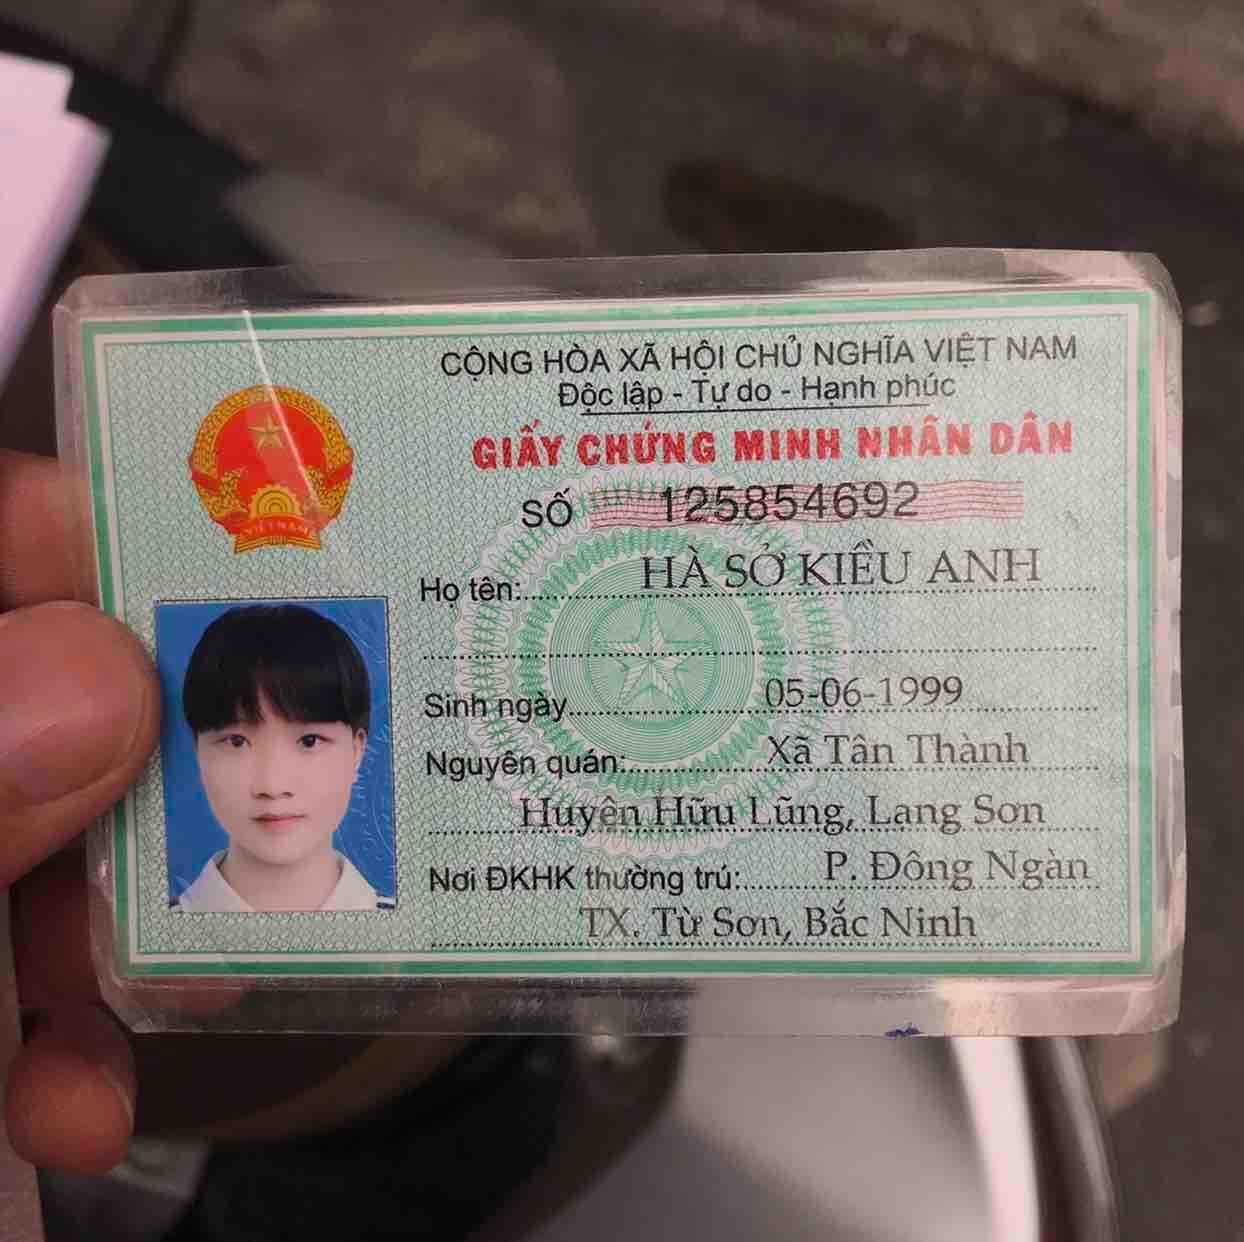 CỘNG HÒA XÃ HỘI CHỦ NGHĨA VIỆT NAM
Độc lập - Tự do - Hạnh phúc
GIẤY CHỨNG MINH NHÂN DÂN
SỐ 125854692
VIỆT NAM
Họ tên: HÀ SỞ KIỀU ANH
Sinh ngày 05-06-1999
Nguyên quán: Xã Tân Thành
Huyện Hữu Lũng, Lạng Sơn
Nơi ĐKHK thường trú: P. Đông Ngàn
TX. Từ Sơn, Bắc Ninh